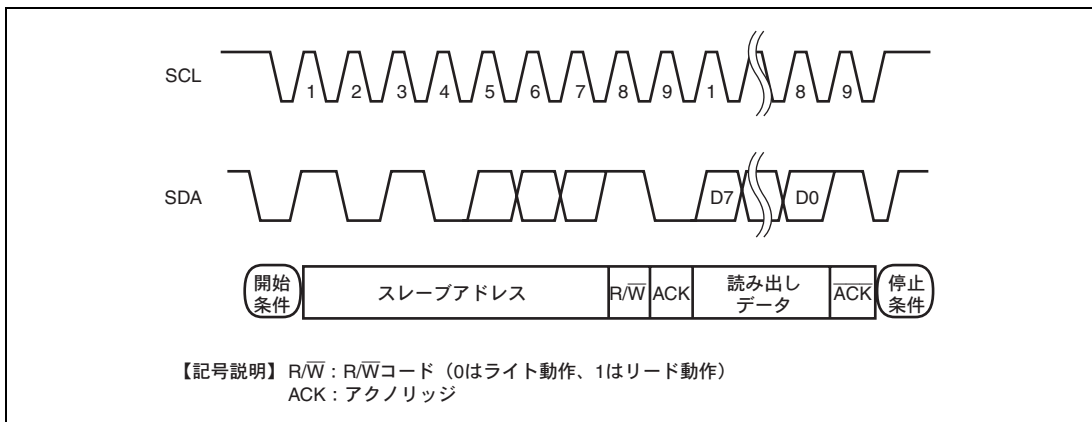 SCL
1 2 3 4 5 6 7 8 9 1 8 9
SDA
D7 D0
開始
条件
スレーブアドレス
R/W̅
ACK
読み出し
データ
A̅C̅K̅
停止
条件
【記号説明】 R/W̅：R/W̅コード（0はライト動作、1はリード動作）
ACK：アクノリッジ